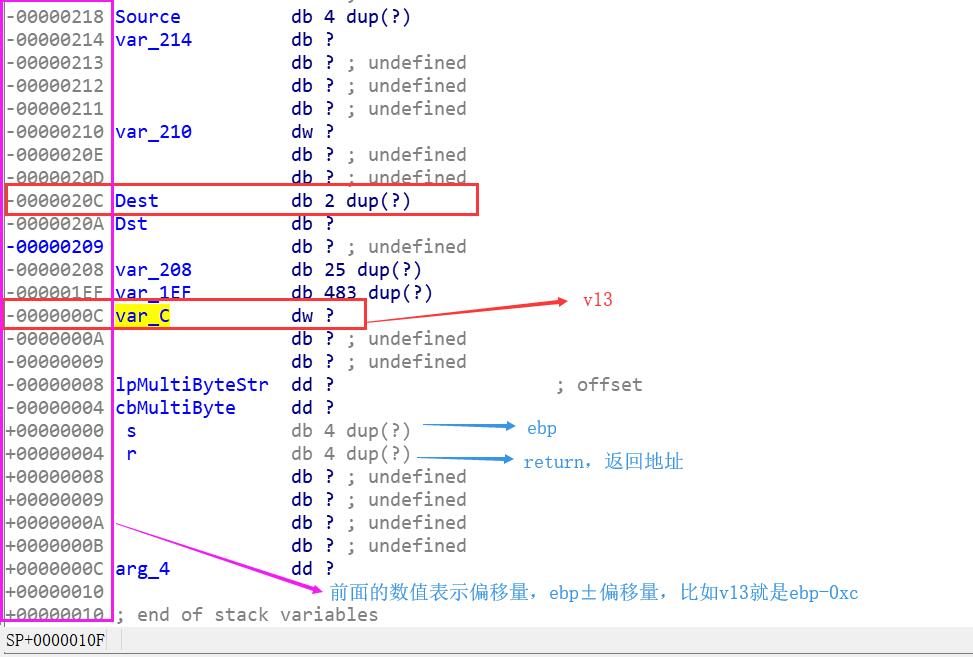 -00000218 Source db 4 dup(?)
-00000214 var_214 db ?
-00000213 db ? ; undefined
-00000212 db ? ; undefined
-00000211 db ? ; undefined
-00000210 var_210 dw ?
-0000020E db ? ; undefined
-0000020D db ? ; undefined
-0000020C Dest db 2 dup(?)
-0000020A Dst db ?
-00000209 db ? ; undefined
-00000208 var_208 db 25 dup(?)
-000001EF var_1EF db 483 dup(?)
v13
-0000000C var_C dw ?
-0000000A db ? ; undefined
-00000009 db ? ; undefined
-00000008 lpMultiByteStr dd ? ; offset
-00000004 cbMultiByte dd ?
+00000000 s db 4 dup(?) ebp
+00000004 r db 4 dup(?) return，返回地址
+00000008 db ? ; undefined
+00000009 db ? ; undefined
+0000000A db ? ; undefined
+0000000B db ? ; undefined
+0000000C arg_4 dd ?
+00000010 前面的数值表示偏移量，ebp±偏移量，比如v13就是ebp-0xc
+00000010 ; end of stack variables
SP+0000010F